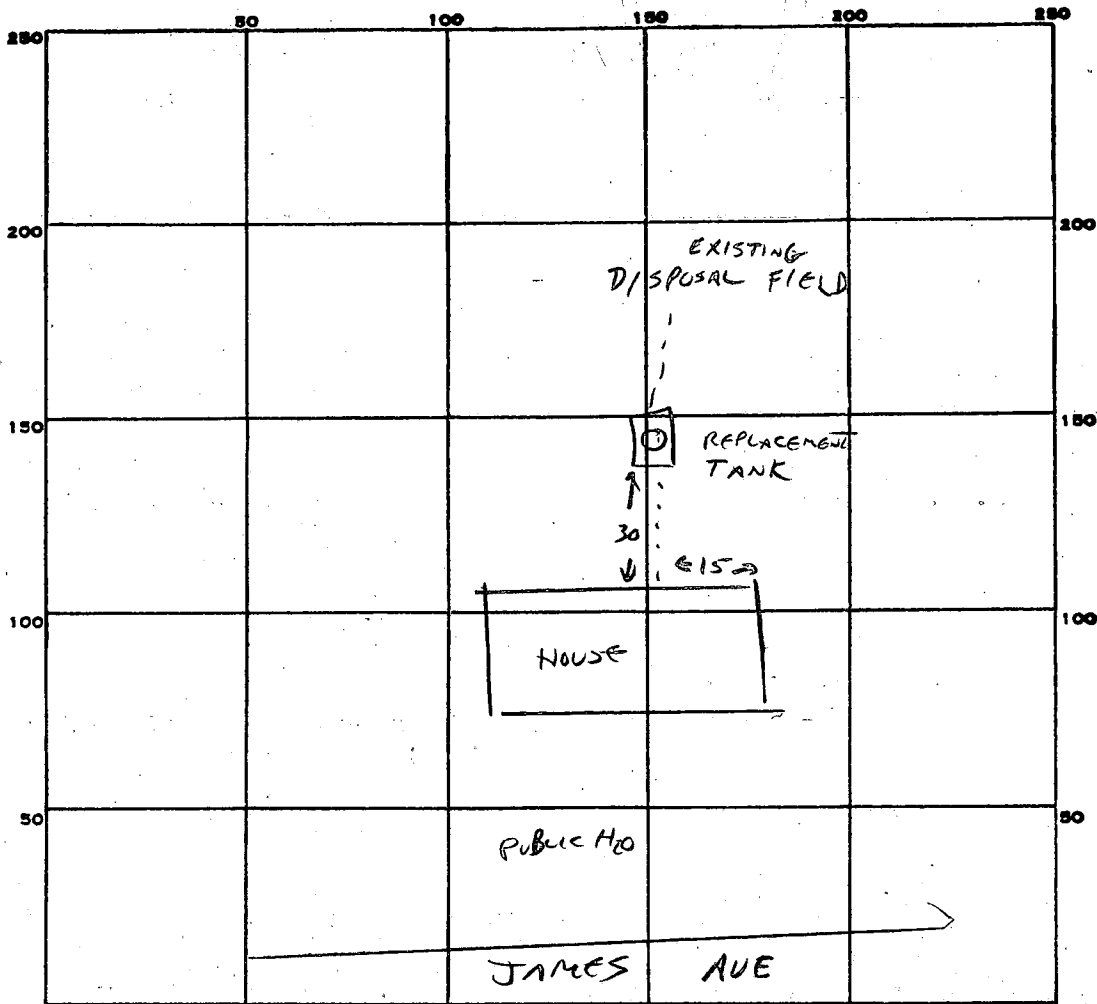 50 100 150 200 250
250
200 200
EXISTING
DISPOSAL FIELD
150 150
REPLACEMENT
TANK
30
15
100 100
HOUSE
50 50
PUBLIC H2O
JAMES AVE